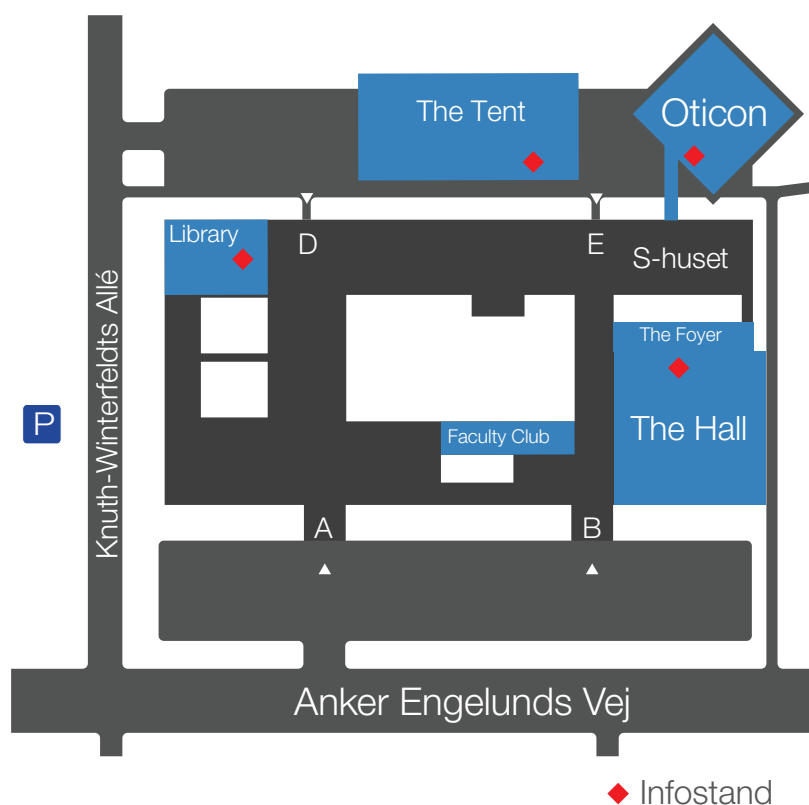 The Tent
Oticon
Library
D
E
S-huset
The Foyer
Knuth-Winterfeldts Allé
P
Faculty Club
The Hall
A
B
Anker Engelunds Vej
Infostand